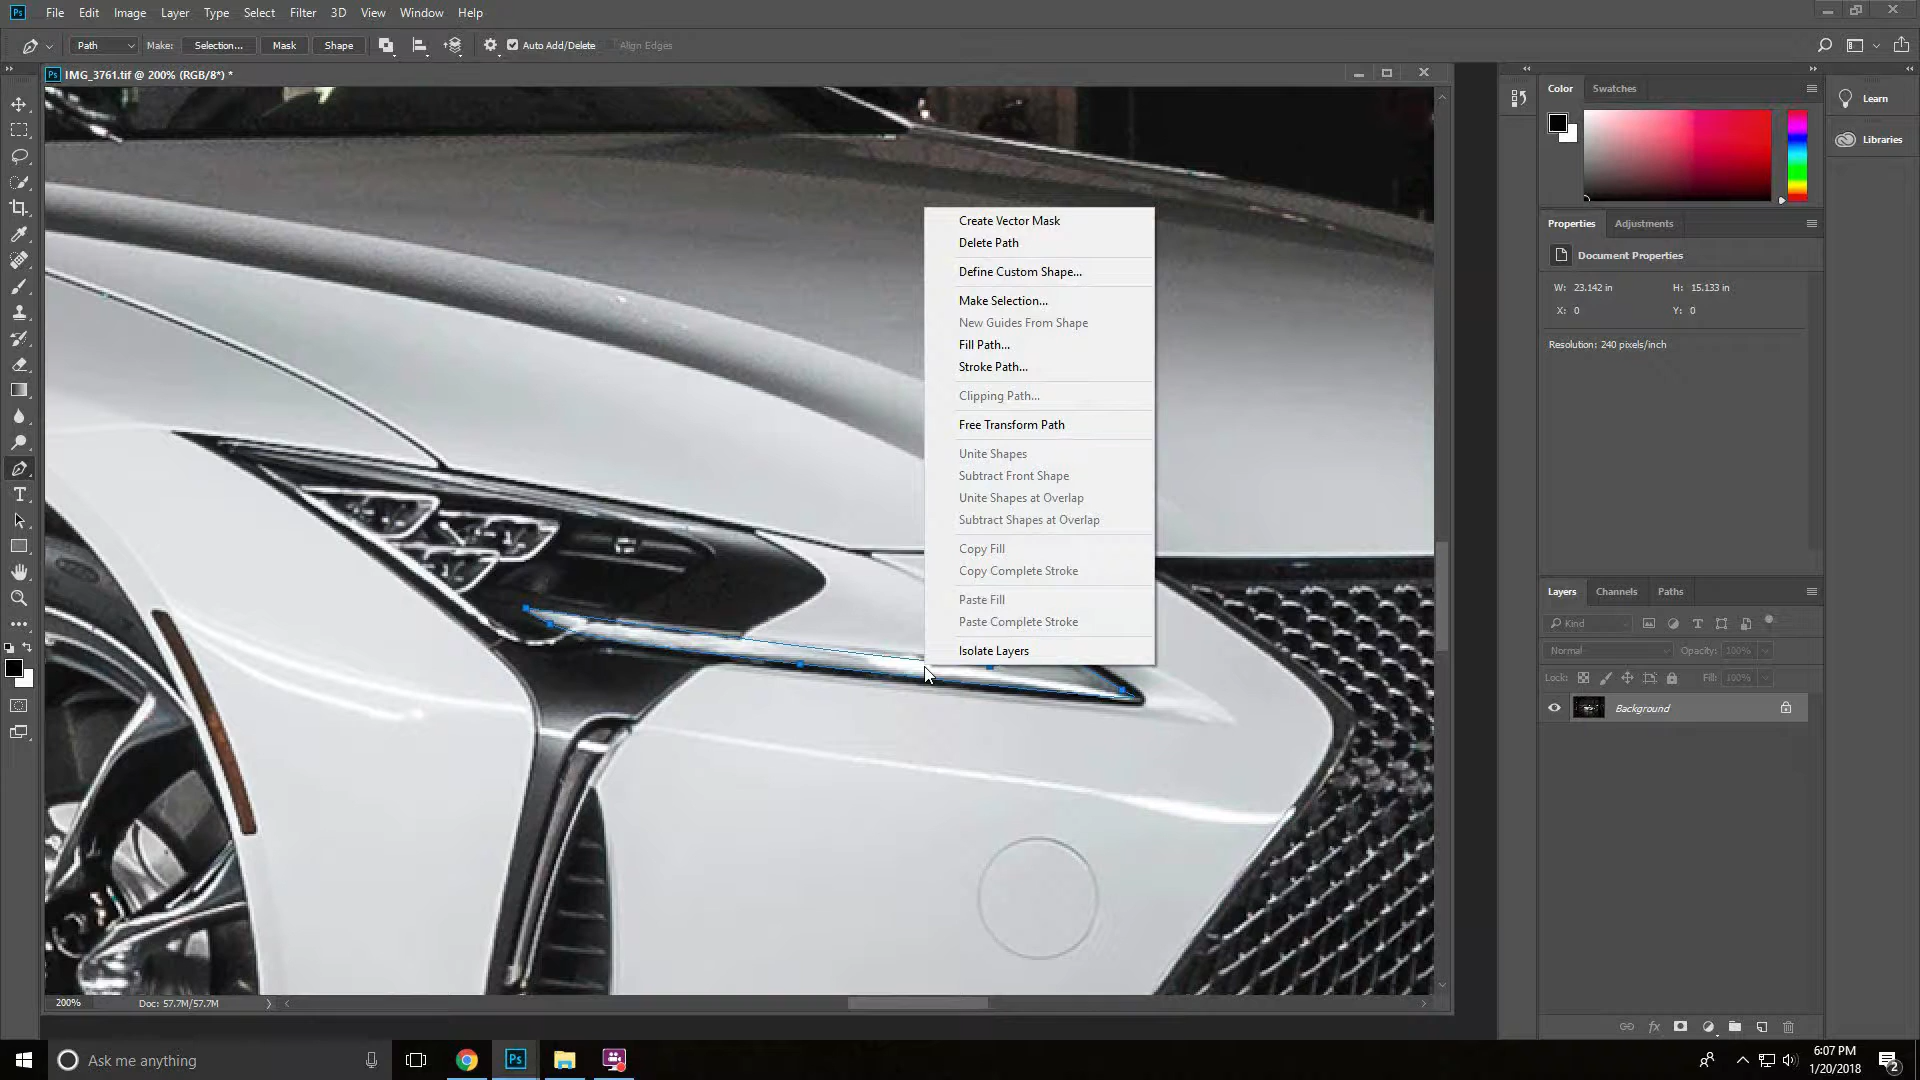 Ps File Edit Image Layer Type Select Filter 3D View Window Help
Path Make: Selection... Mask Shape Auto Add/Delete Align Edges
Ps IMG_3761.tif @ 200% (RGB/8*) *
Create Vector Mask
Delete Path
Define Custom Shape...
Make Selection...
New Guides From Shape
Fill Path...
Stroke Path...
Clipping Path...
Free Transform Path
Unite Shapes
Subtract Front Shape
Unite Shapes at Overlap
Subtract Shapes at Overlap
Copy Fill
Copy Complete Stroke
Paste Fill
Paste Complete Stroke
Isolate Layers
Color Swatches
Learn
Libraries
Properties Adjustments
Document Properties
W: 23.142 in H: 15.133 in
X: 0 Y: 0
Resolution: 240 pixels/inch
Layers Channels Paths
Kind
Normal Opacity: 100%
Lock: Fill: 100%
Background
fx
200% Doc: 57.7M/57.7M
Ask me anything
Ps
6:07 PM
1/20/2018
2